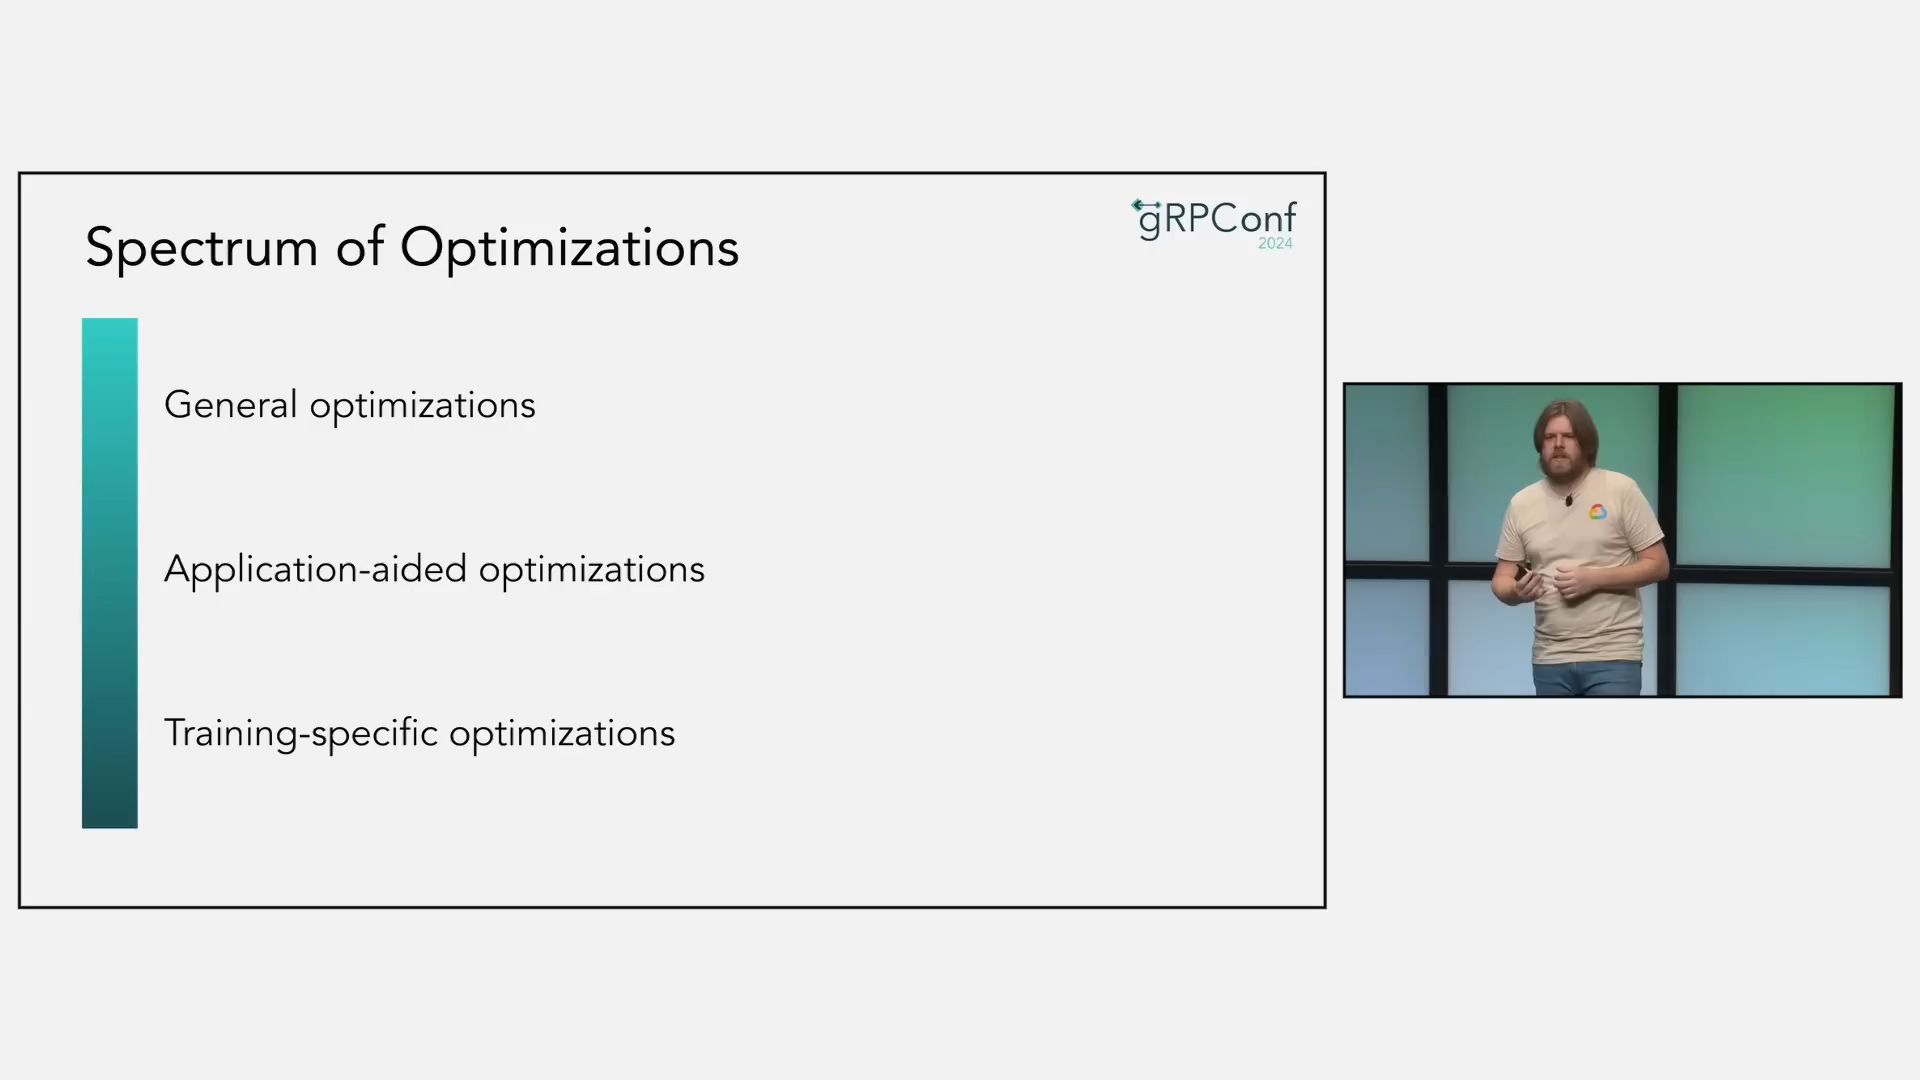 Spectrum of Optimizations
gRPConf
2024
General optimizations
Application-aided optimizations
Training-specific optimizations